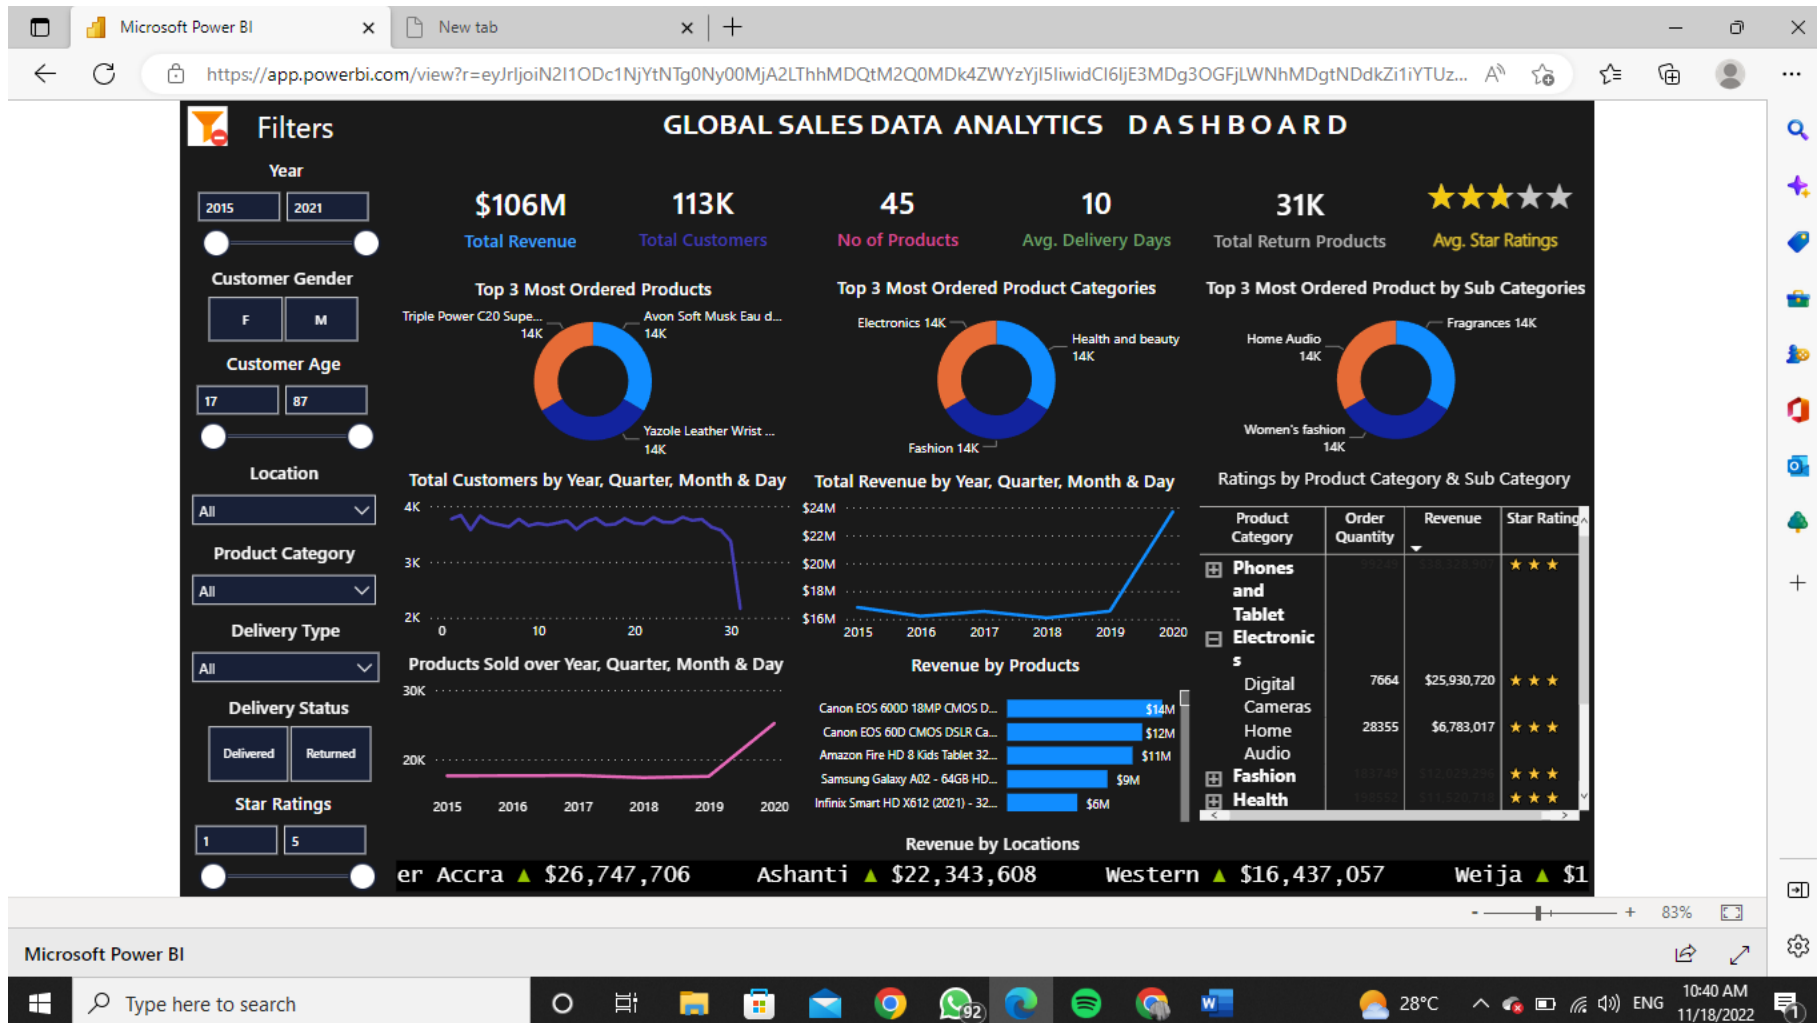 Microsoft Power BI
New tab
https://app.powerbi.com/view?r=eyJrIjoiN2I1ODc1NjYtNTg0Ny00MjA2LThhMDQtM2Q0MDk4ZWYzYjI5IiwidCI6IjE3MDg3OGFjLWNhMDgtNDdkZi1iYTUz...
Filters
GLOBAL SALES DATA ANALYTICS DASHBOARD
Year
2015 2021
Customer Gender
F M
Customer Age
17 87
Location
All
Product Category
All
Delivery Type
All
Delivery Status
Delivered Returned
Star Ratings
1 5
$106M
Total Revenue
113K
Total Customers
45
No of Products
10
Avg. Delivery Days
31K
Total Return Products
Avg. Star Ratings
Top 3 Most Ordered Products
Triple Power C20 Supe...
14K
Avon Soft Musk Eau d...
14K
Yazole Leather Wrist ...
14K
Top 3 Most Ordered Product Categories
Electronics 14K
Health and beauty
14K
Fashion 14K
Top 3 Most Ordered Product by Sub Categories
Fragrances 14K
Home Audio
14K
Women's fashion
14K
Total Customers by Year, Quarter, Month & Day
4K
3K
2K
0 10 20 30
Total Revenue by Year, Quarter, Month & Day
$24M
$22M
$20M
$18M
$16M
2015 2016 2017 2018 2019 2020
Ratings by Product Category & Sub Category
Product Category
Order Quantity
Revenue
Star Rating
Phones
and
Tablet
Electronic
s
Digital 7664 $25,930,720
Cameras
Home 28355 $6,783,017
Audio
Fashion
Health
Products Sold over Year, Quarter, Month & Day
30K
20K
2015 2016 2017 2018 2019 2020
Revenue by Products
Canon EOS 600D 18MP CMOS D... $14M
Canon EOS 60D CMOS DSLR Ca... $12M
Amazon Fire HD 8 Kids Tablet 32... $11M
Samsung Galaxy A02 - 64GB HD... $9M
Infinix Smart HD X612 (2021) - 32... $6M
Revenue by Locations
er Accra ▲ $26,747,706 Ashanti ▲ $22,343,608 Western ▲ $16,437,057 Weija ▲ $1
- + 83%
Microsoft Power BI
Type here to search
92
28°C
ENG
10:40 AM
11/18/2022
1